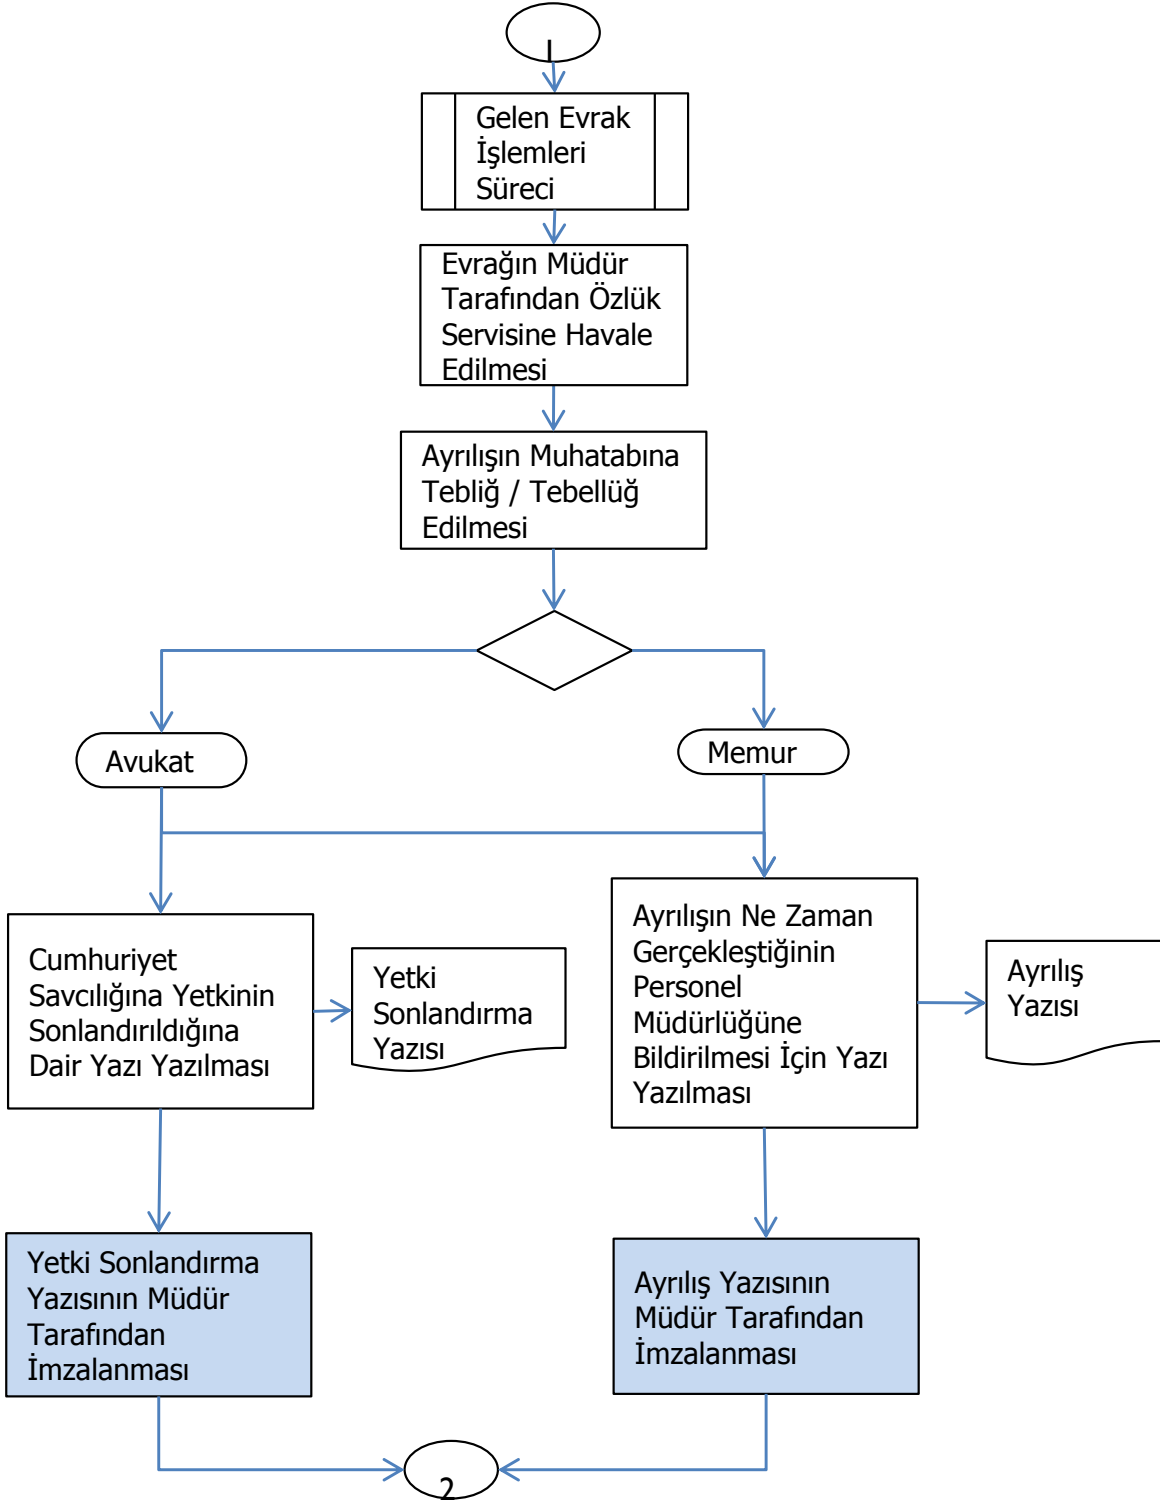 1
Gelen Evrak
İşlemleri
Süreci
Evrağın Müdür
Tarafından Özlük
Servisine Havale
Edilmesi
Ayrılışın Muhatabına
Tebliğ / Tebellüğ
Edilmesi
Avukat
Memur
Cumhuriyet
Savcılığına Yetkinin
Sonlandırıldığına
Dair Yazı Yazılması
Yetki
Sonlandırma
Yazısı
Ayrılışın Ne Zaman
Gerçekleştiğinin
Personel
Müdürlüğüne
Bildirilmesi İçin Yazı
Yazılması
Ayrılış
Yazısı
Yetki Sonlandırma
Yazısının Müdür
Tarafından
İmzalanması
Ayrılış Yazısının
Müdür Tarafından
İmzalanması
2